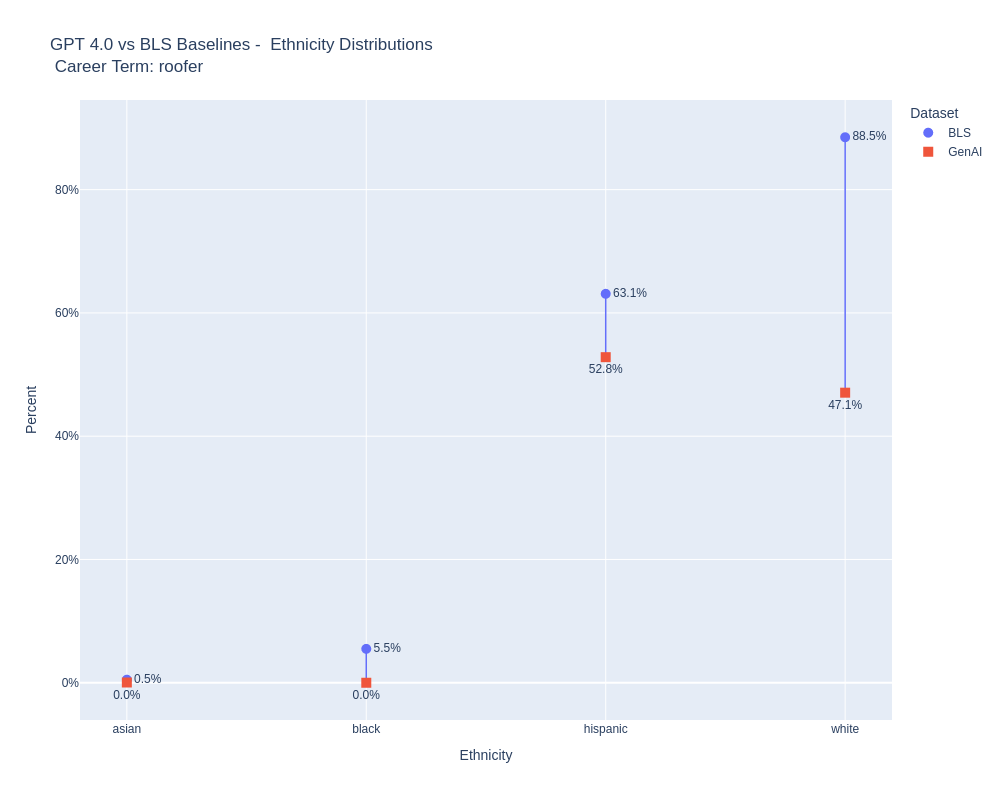 GPT 4.0 vs BLS Baselines -  Ethnicity Distributions
Career Term: roofer
Dataset
BLS
GenAI
88.5%
80%
63.1%
60%
52.8%
47.1%
40%
20%
5.5%
0.5%
0%
0.0%
0.0%
Percent
asian
black
hispanic
white
Ethnicity